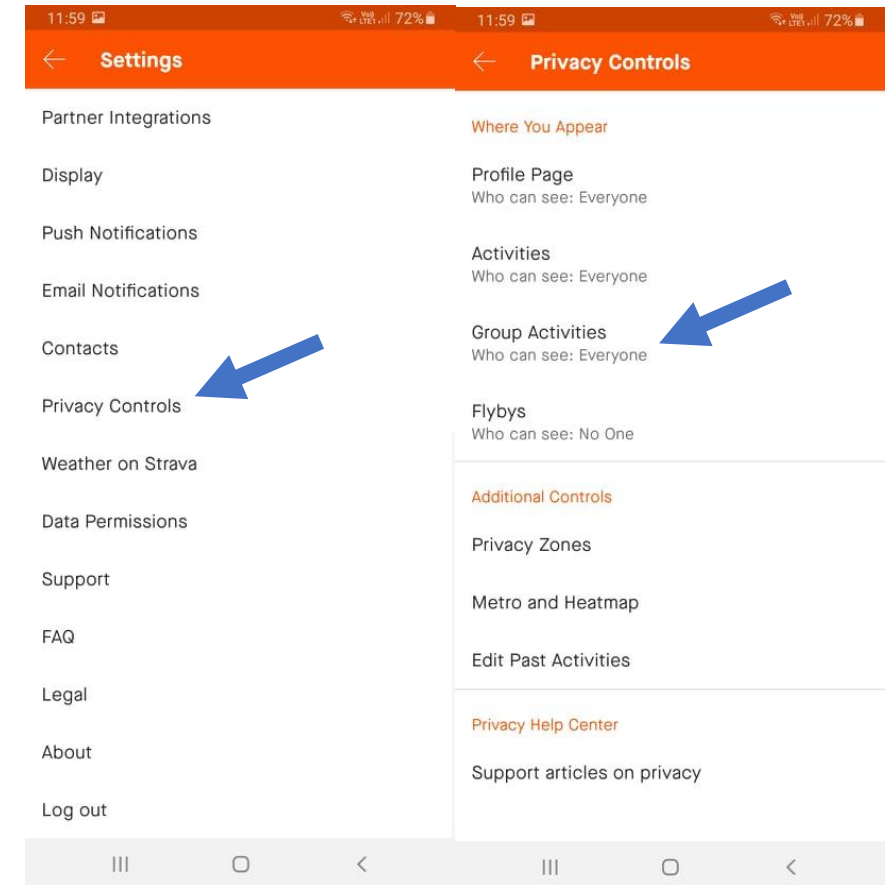 11:59
72%
Settings
Partner Integrations
Display
Push Notifications
Email Notifications
Contacts
Privacy Controls
Weather on Strava
Data Permissions
Support
FAQ
Legal
About
Log out
11:59
72%
Privacy Controls
Where You Appear
Profile Page
Who can see: Everyone
Activities
Who can see: Everyone
Group Activities
Who can see: Everyone
Flybys
Who can see: No One
Additional Controls
Privacy Zones
Metro and Heatmap
Edit Past Activities
Privacy Help Center
Support articles on privacy